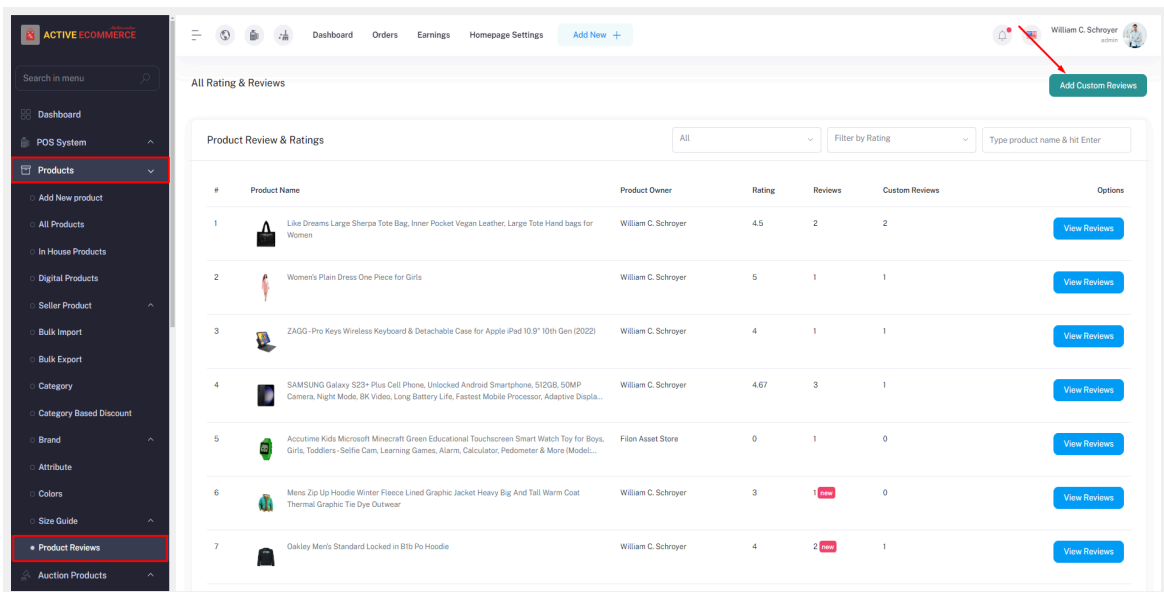 ACTIVE ECOMMERCE
Dashboard
Orders
Earnings
Homepage Settings
Add New +
William C. Schroyer
admin
Search in menu
Dashboard
POS System
Products
Add New product
All Products
In House Products
Digital Products
Seller Product
Bulk Import
Bulk Export
Category
Category Based Discount
Brand
Attribute
Colors
Size Guide
Product Reviews
Auction Products
All Rating & Reviews
Add Custom Reviews
Product Review & Ratings
All
Filter by Rating
Type product name & hit Enter
# Product Name Product Owner Rating Reviews Custom Reviews Options
1 Like Dreams Large Sherpa Tote Bag, Inner Pocket Vegan Leather, Large Tote Hand bags for William C. Schroyer 4.5 2 2 View Reviews
Women
2 Women's Plain Dress One Piece for Girls William C. Schroyer 5 1 1 View Reviews
3 ZAGG - Pro Keys Wireless Keyboard & Detachable Case for Apple iPad 10.9" 10th Gen (2022) William C. Schroyer 4 1 1 View Reviews
4 SAMSUNG Galaxy S23+ Plus Cell Phone, Unlocked Android Smartphone, 512GB, 50MP William C. Schroyer 4.67 3 1 View Reviews
Camera, Night Mode, 8K Video, Long Battery Life, Fastest Mobile Processor, Adaptive Displa...
5 Accutime Kids Microsoft Minecraft Green Educational Touchscreen Smart Watch Toy for Boys, Filon Asset Store 0 1 0 View Reviews
Girls, Toddlers - Selfie Cam, Learning Games, Alarm, Calculator, Pedometer & More (Model:...
6 Mens Zip Up Hoodie Winter Fleece Lined Graphic Jacket Heavy Big And Tall Warm Coat William C. Schroyer 3 1 new 0 View Reviews
Thermal Graphic Tie Dye Outwear
7 Oakley Men's Standard Locked in B1b Po Hoodie William C. Schroyer 4 2 new 1 View Reviews